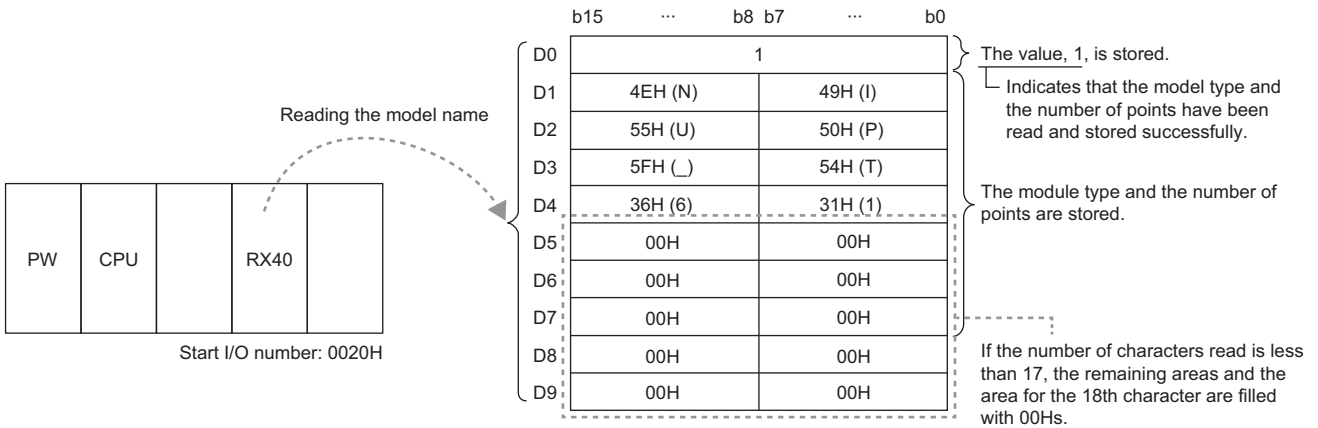 b15 ··· b8 b7 ··· b0
D0 1
D1 4EH (N) 49H (I)
D2 55H (U) 50H (P)
D3 5FH (_) 54H (T)
D4 36H (6) 31H (1)
D5 00H 00H
D6 00H 00H
D7 00H 00H
D8 00H 00H
D9 00H 00H
Reading the model name
PW CPU RX40
Start I/O number: 0020H
The value, 1, is stored.
Indicates that the model type and
the number of points have been
read and stored successfully.
The module type and the number of
points are stored.
If the number of characters read is less
than 17, the remaining areas and the
area for the 18th character are filled
with 00Hs.